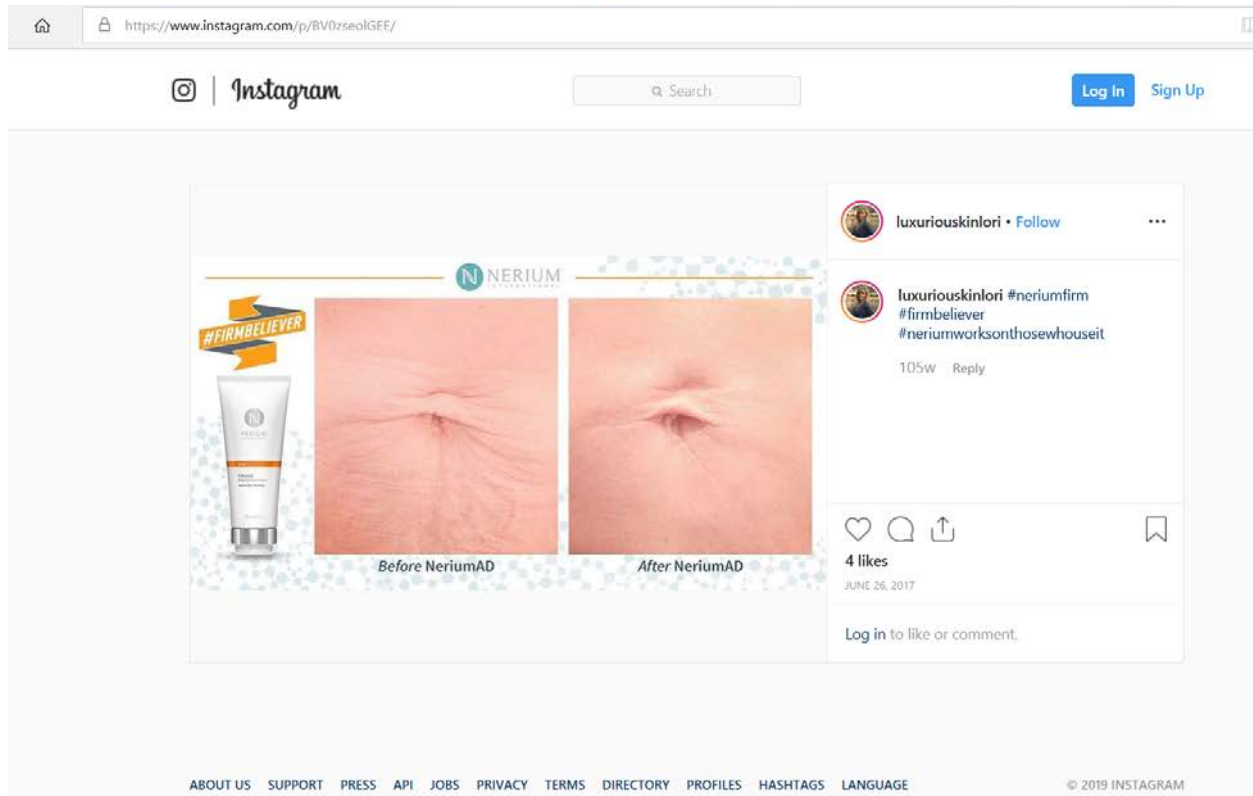 https://www.instagram.com/p/BV0zseolGEE/
Instagram
Search
Log In
Sign Up
luxuriouskinlori • Follow
NERIUM
INTERNATIONAL
#FIRMBELIEVER
NERIUM
Before NeriumAD
After NeriumAD
luxuriouskinlori #neriumfirm
#firmbeliever
#neriumworksonthosewhouseit
105w Reply
4 likes
JUNE 26, 2017
Log in to like or comment.
ABOUT US SUPPORT PRESS API JOBS PRIVACY TERMS DIRECTORY PROFILES HASHTAGS LANGUAGE
© 2019 INSTAGRAM